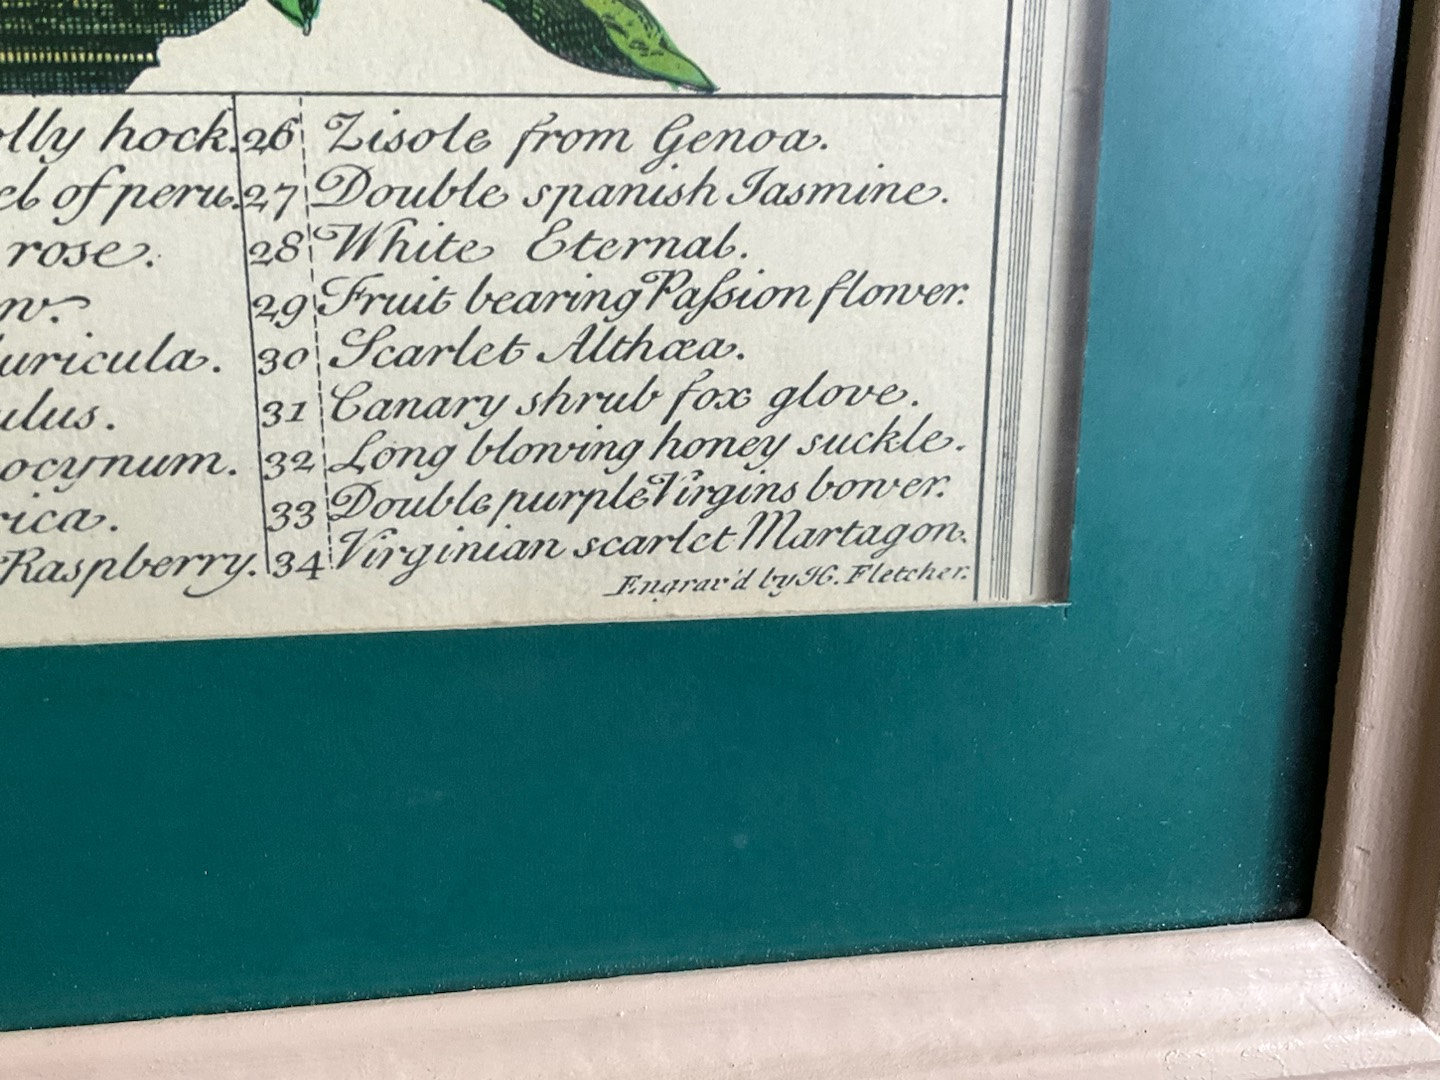 olly hock. 26 Zisole from Genoa.
el of peru. 27 Double spanish Iasmine.
rose. 28 White Eternal.
w. 29 Fruit bearing Paſsion flower.
uricula. 30 Scarlet Althæa.
ulus. 31 Canary shrub fox glove.
ocynum. 32 Long blowing honey suckle.
rica. 33 Double purple Virgins bower.
Raspberry. 34 Virginian scarlet Martagon.
Engrav'd by H. Fletcher.